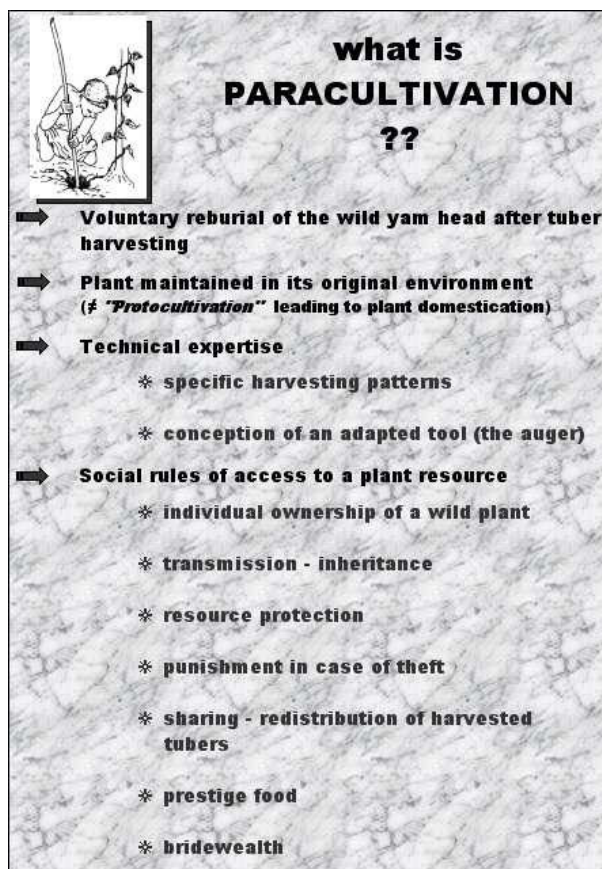 what is
PARACULTIVATION
??
Voluntary reburial of the wild yam head after tuber
harvesting
Plant maintained in its original environment
(≠ "Protocultivation" leading to plant domestication)
Technical expertise
specific harvesting patterns
conception of an adapted tool (the auger)
Social rules of access to a plant resource
individual ownership of a wild plant
transmission - inheritance
resource protection
punishment in case of theft
sharing - redistribution of harvested
tubers
prestige food
bridewealth